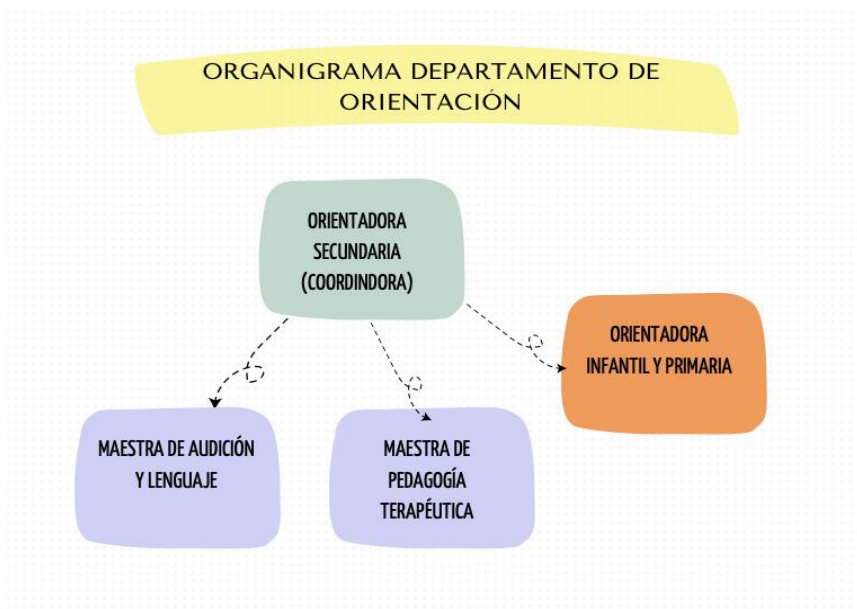 ORGANIGRAMA DEPARTAMENTO DE
ORIENTACIÓN
ORIENTADORA
SECUNDARIA
(COORDINDORA)
ORIENTADORA
INFANTIL Y PRIMARIA
MAESTRA DE AUDICIÓN
Y LENGUAJE
MAESTRA DE
PEDAGOGÍA
TERAPÉUTICA